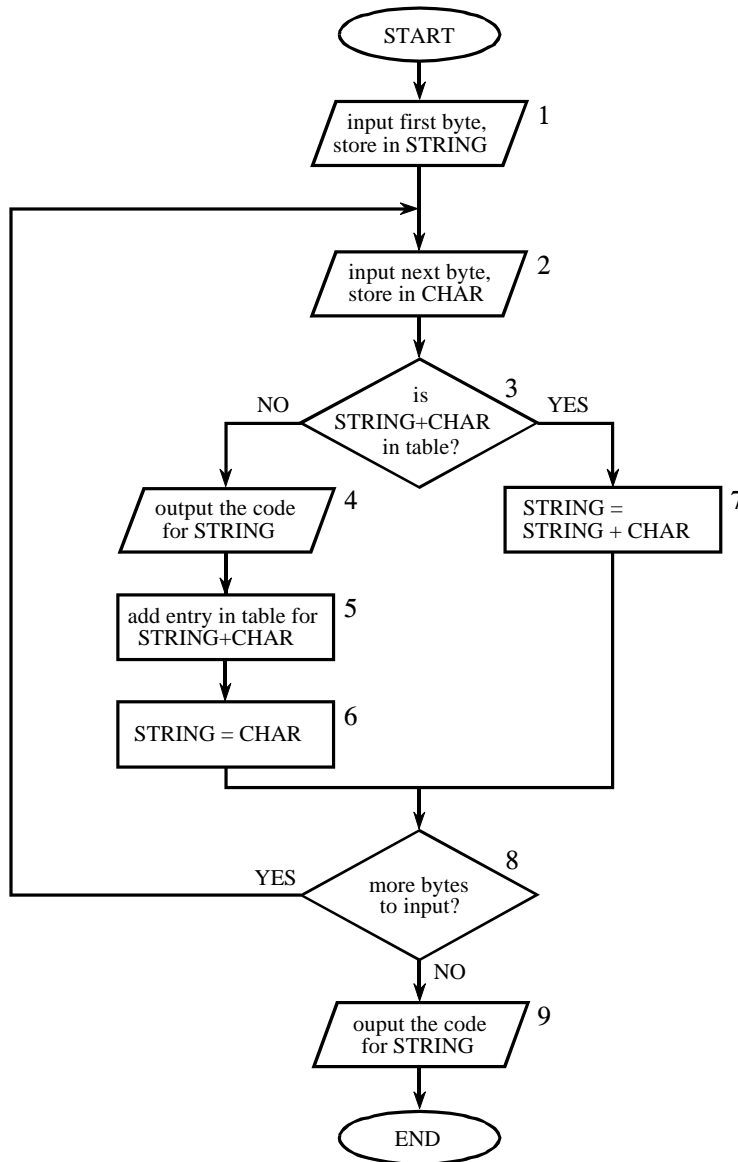 START
1
input first byte,
store in STRING
2
input next byte,
store in CHAR
3
is
STRING+CHAR
in table?
NO
YES
4
output the code
for STRING
7
STRING =
STRING + CHAR
5
add entry in table for
STRING+CHAR
6
STRING = CHAR
8
more bytes
to input?
YES
NO
9
ouput the code
for STRING
END